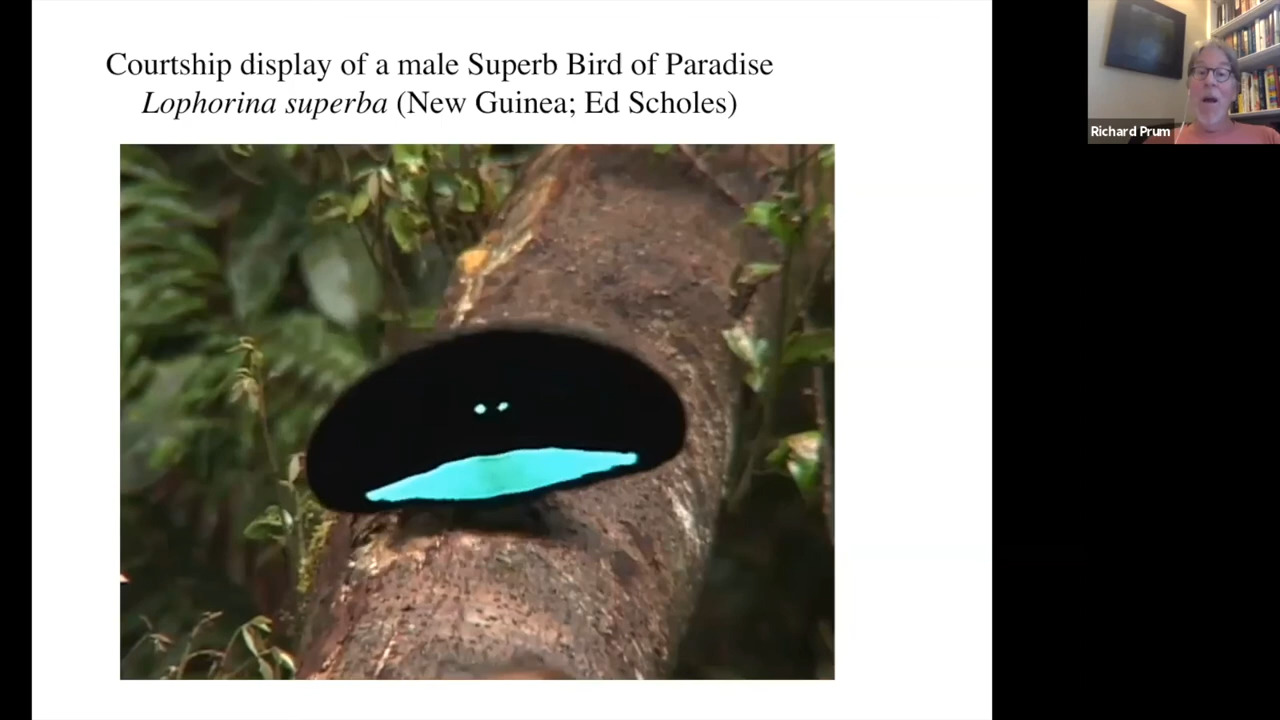 Courtship display of a male Superb Bird of Paradise
Lophorina superba (New Guinea; Ed Scholes)
Richard Prum